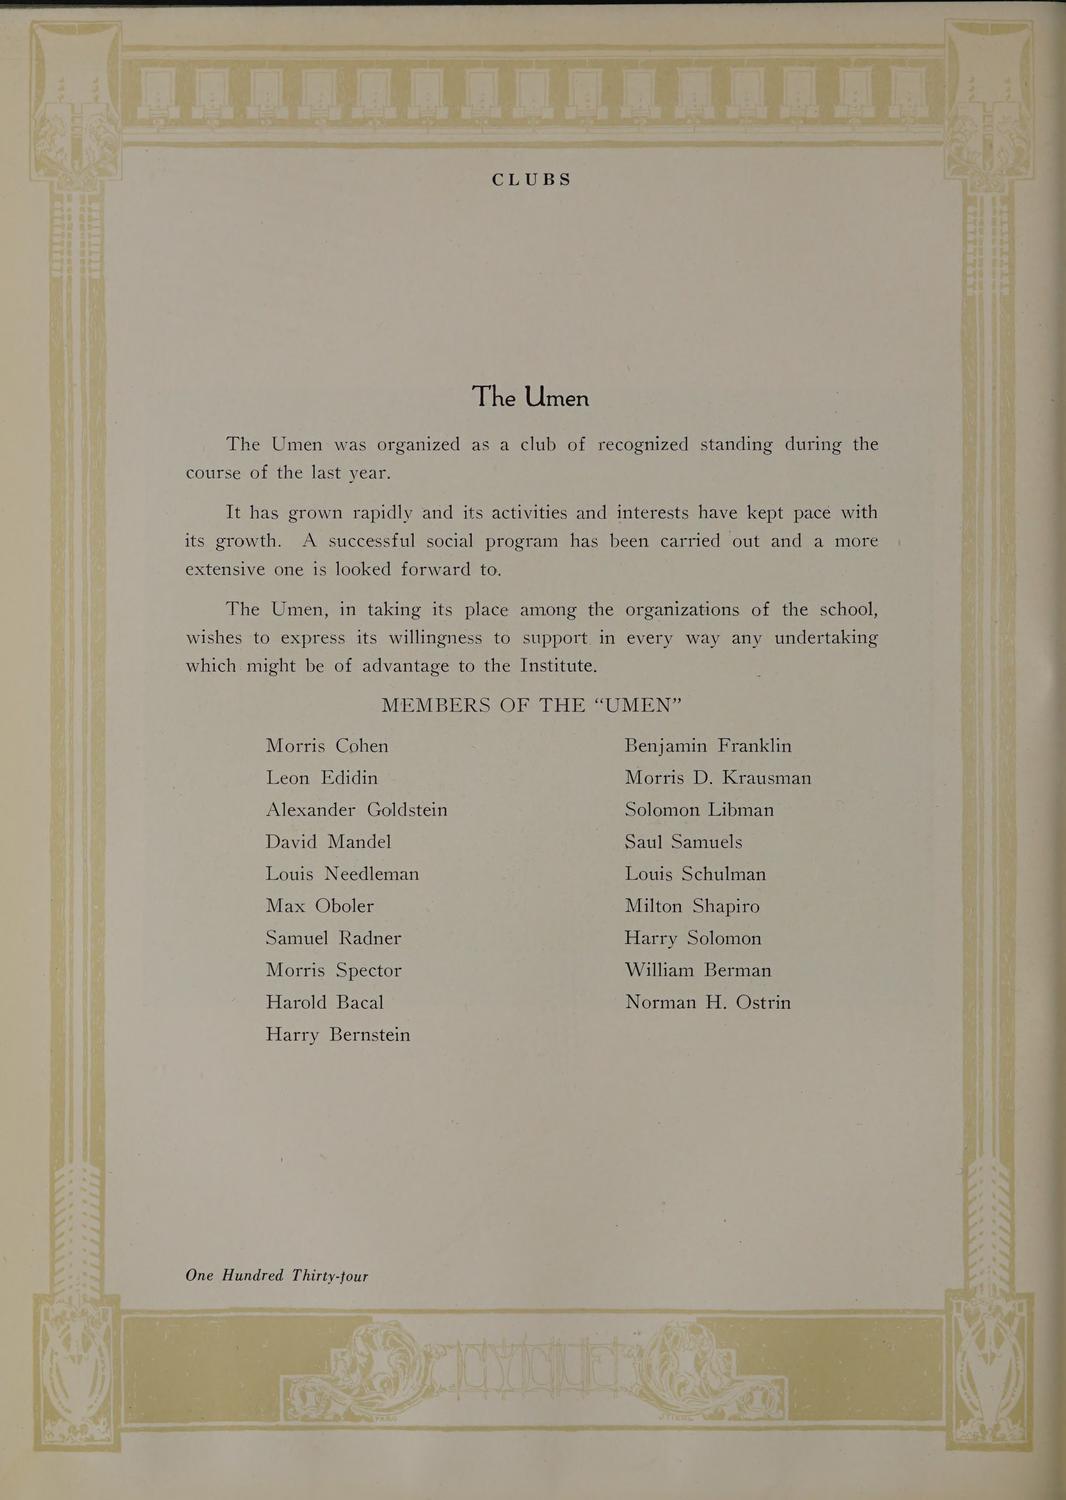 CLUBS
The Umen
The Umen was organized as a club of recognized standing during the
course of the last year.
It has grown rapidly and its activities and interests have kept pace with
its growth. A successful social program has been carried out and a more
extensive one is looked forward to.
The Umen, in taking its place among the organizations of the school,
wishes to express its willingness to support in every way any undertaking
which might be of advantage to the Institute.
MEMBERS OF THE “UMEN”
Morris Cohen
Leon Edidin
Alexander Goldstein
David Mandel
Louis Needleman
Max Oboler
Samuel Radner
Morris Spector
Harold Bacal
Harry Bernstein
Benjamin Franklin
Morris D. Krausman
Solomon Libman
Saul Samuels
Louis Schulman
Milton Shapiro
Harry Solomon
William Berman
Norman H. Ostrin
One Hundred Thirty-four
CYCLE